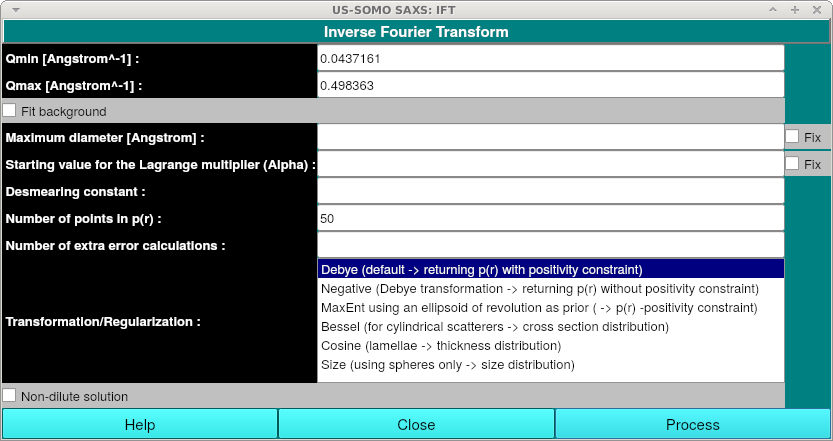 US-SOMO SAXS: IFT
Inverse Fourier Transform
Qmin [Angstrom^-1] : 0.0437161
Qmax [Angstrom^-1] : 0.498363
Fit background
Maximum diameter [Angstrom] : Fix
Starting value for the Lagrange multiplier (Alpha) : Fix
Desmearing constant :
Number of points in p(r) : 50
Number of extra error calculations :
Debye (default -> returning p(r) with positivity constraint)
Negative (Debye transformation -> returning p(r) without positivity constraint)
MaxEnt using an ellipsoid of revolution as prior ( -> p(r) -positivity constraint)
Transformation/Regularization : Bessel (for cylindrical scatterers -> cross section distribution)
Cosine (lamellae -> thickness distribution)
Size (using spheres only -> size distribution)
Non-dilute solution
Help Close Process